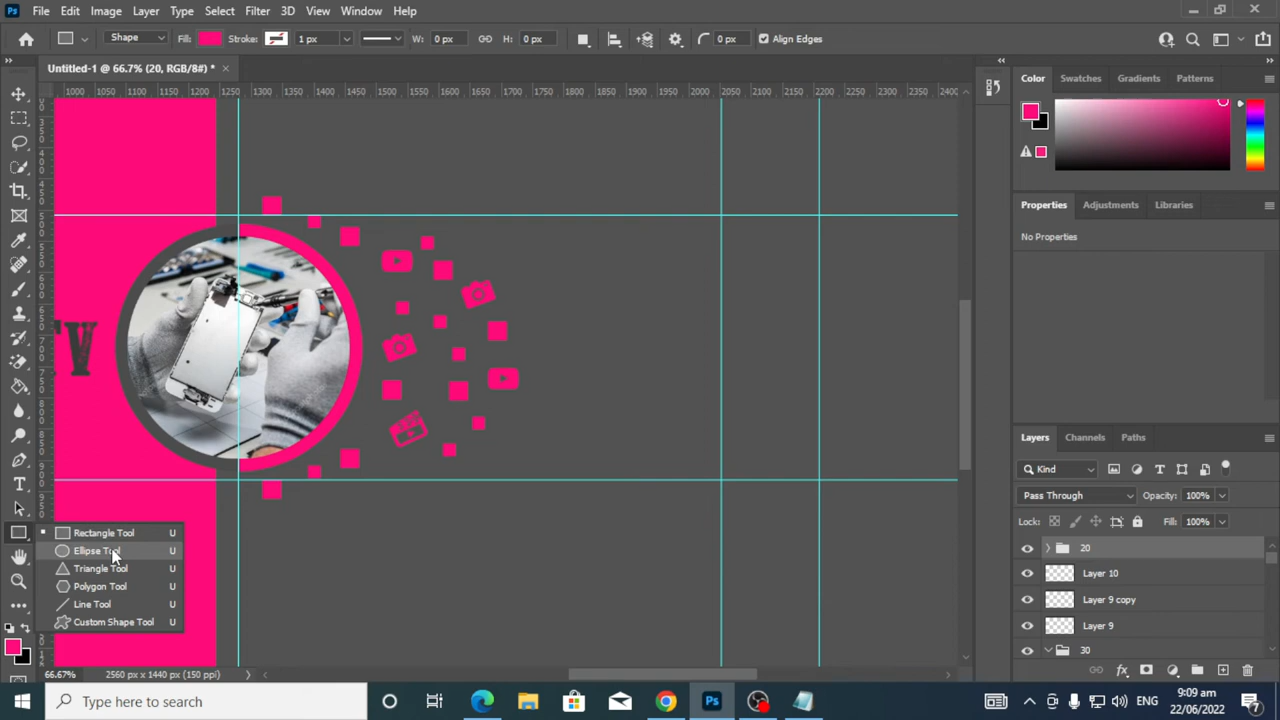 Ps File Edit Image Layer Type Select Filter 3D View Window Help
Shape Fill: Stroke: 1 px W: 0 px H: 0 px 0 px Align Edges
Untitled-1 @ 66.7% (20, RGB/8#) *
1000 1050 1100 1150 1200 1250 1300 1350 1400 1450 1500 1550 1600 1650 1700 1750 1800 1850 1900 1950 2000 2050 2100 2150 2200 2250 2300 2350 2400
Color Swatches Gradients Patterns
Properties Adjustments Libraries
No Properties
TV
Layers Channels Paths
Kind
Pass Through Opacity: 100%
Lock: Fill: 100%
20
Layer 10
Layer 9 copy
Layer 9
30
Rectangle Tool U
Ellipse Tool U
Triangle Tool U
Polygon Tool U
Line Tool U
Custom Shape Tool U
66.67% 2560 px x 1440 px (150 ppi)
Type here to search
Ps
ENG
9:09 am
22/06/2022
7